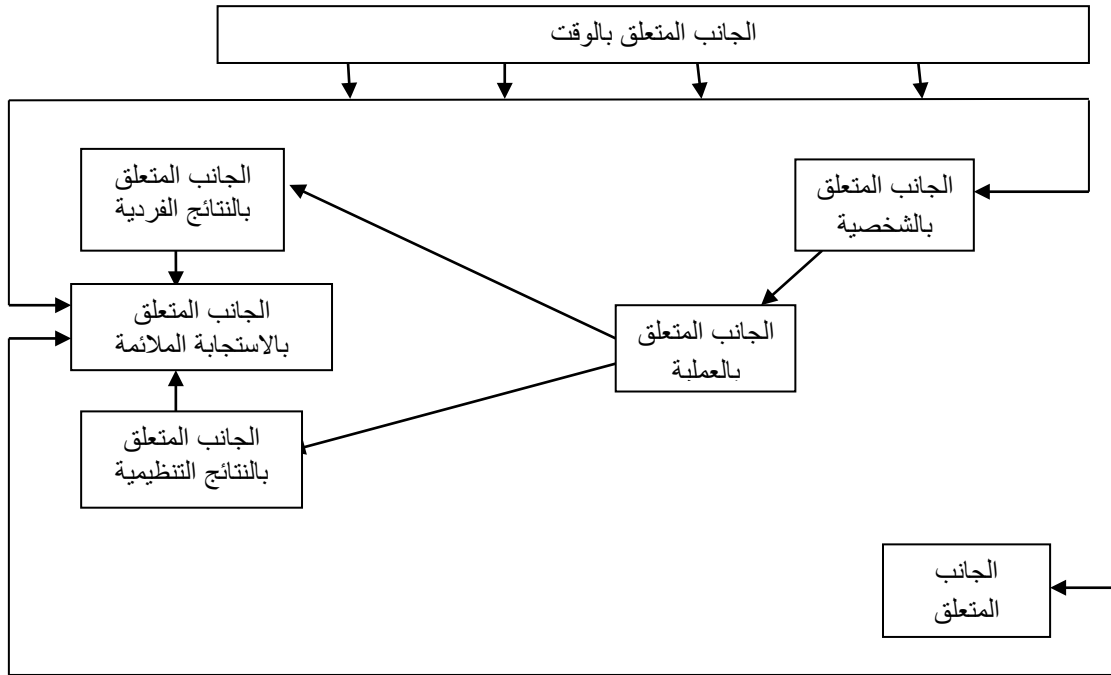 الجانب المتعلق بالوقت
الجانب المتعلق
بالشخصية
الجانب المتعلق
بالنتائج الفردية
الجانب المتعلق
بالاستجابة الملائمة
الجانب المتعلق
بالعملية
الجانب المتعلق
بالنتائج التنظيمية
الجانب
المتعلق